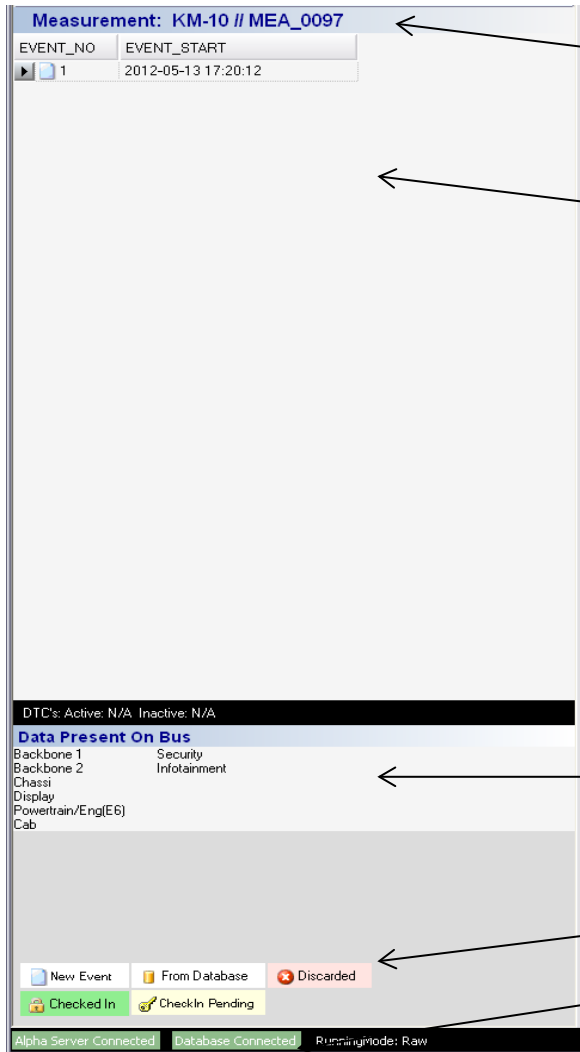 Measurement: KM-10 // MEA_0097
EVENT_NO EVENT_START
1 2012-05-13 17:20:12
DTC's: Active: N/A Inactive: N/A
Data Present On Bus
Backbone 1 Security
Backbone 2 Infotainment
Chassi
Display
Powertrain/Eng(E6)
Cab
New Event From Database Discarded
Checked In CheckIn Pending
Alpha Server Connected Database Connected RunningMode: Raw